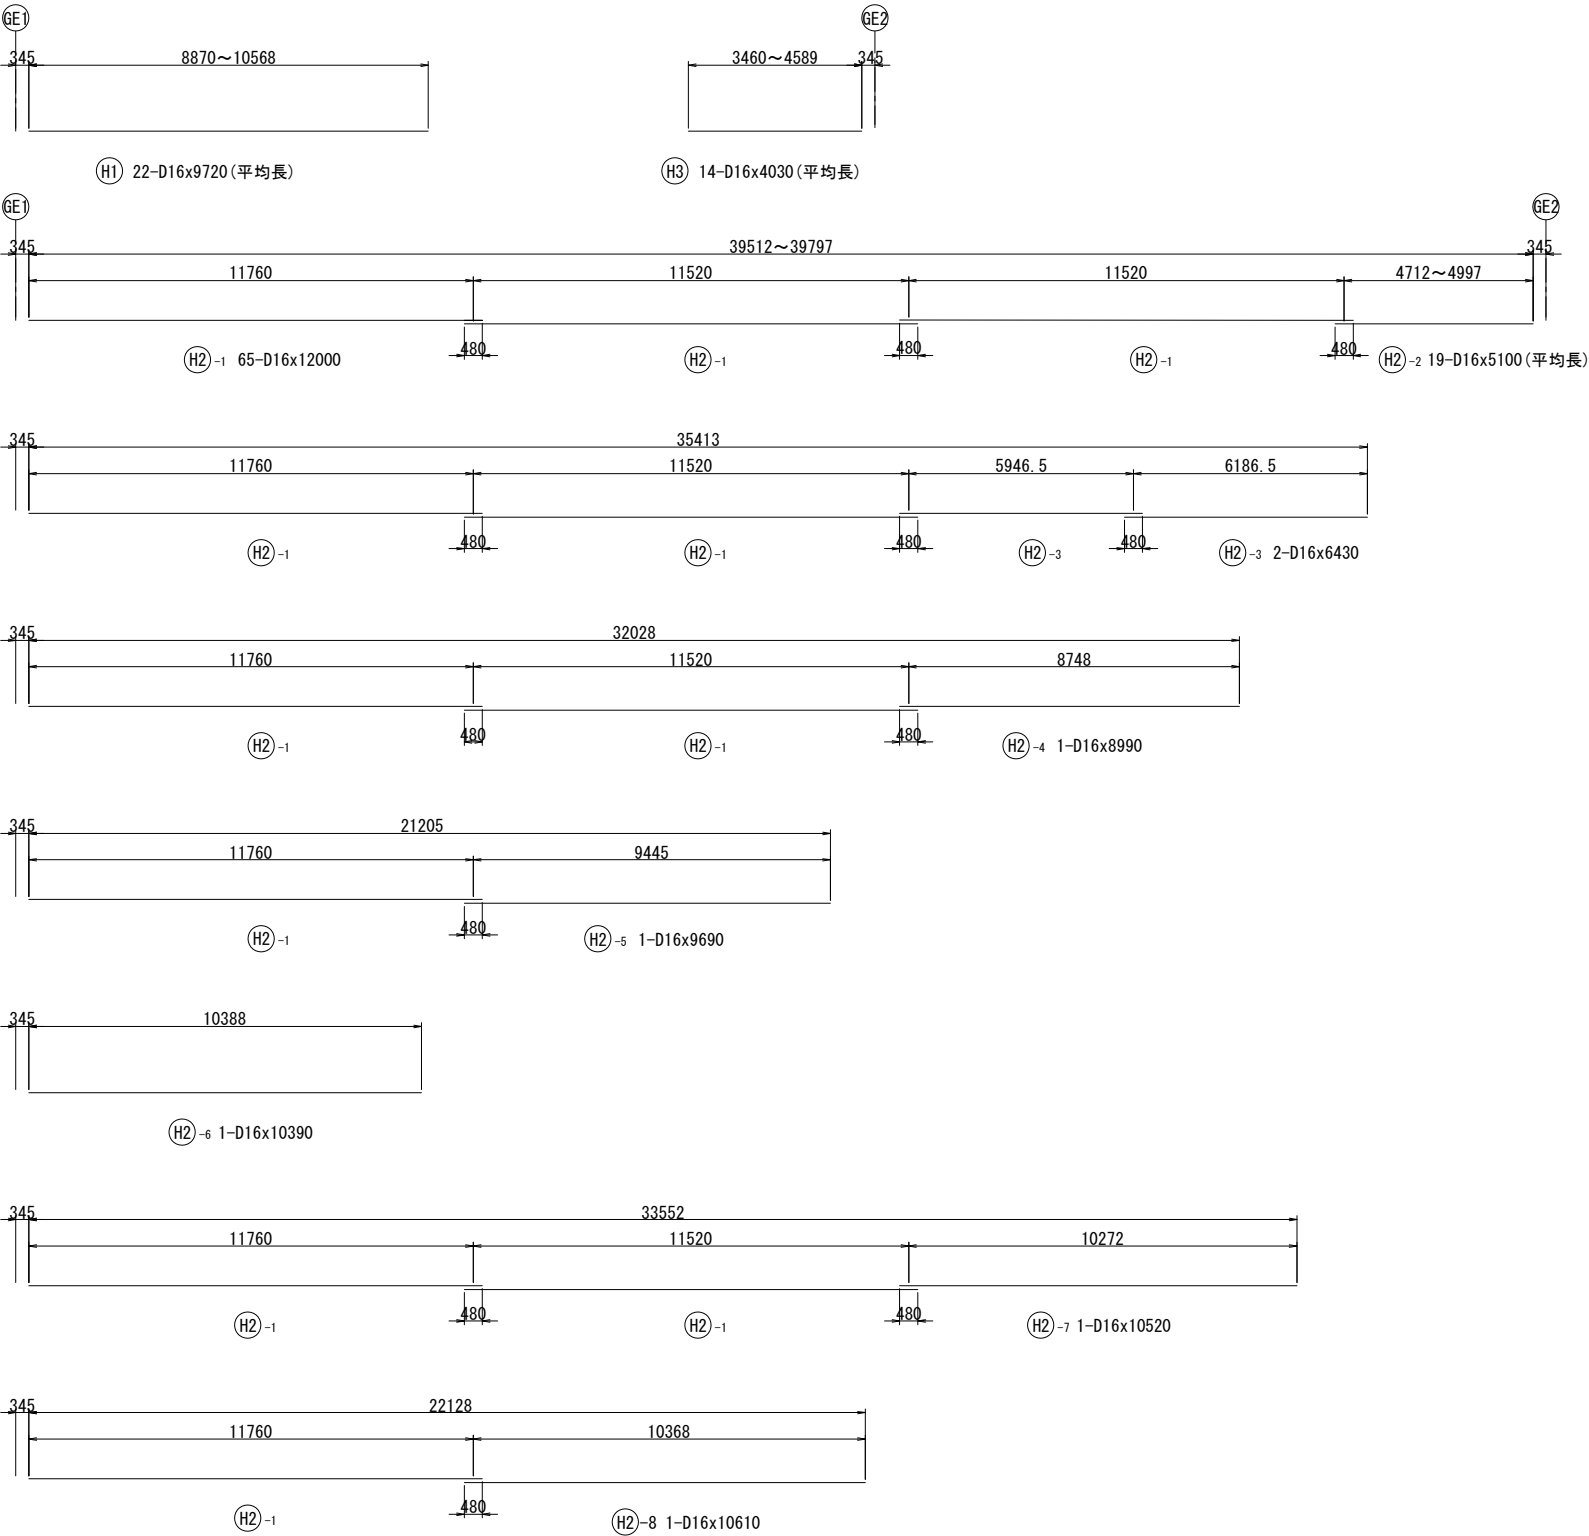 GE1
GE2
345
8870～10568
3460～4589
345
H1 22-D16x9720(平均長)
H3 14-D16x4030(平均長)
GE1
GE2
345
39512～39797
345
11760
11520
11520
4712～4997
480
480
480
H2-1 65-D16x12000
H2-1
H2-1
H2-2 19-D16x5100(平均長)
345
35413
11760
11520
5946.5
6186.5
480
480
480
H2-1
H2-1
H2-3
H2-3 2-D16x6430
345
32028
11760
11520
8748
480
480
H2-1
H2-1
H2-4 1-D16x8990
345
21205
11760
9445
480
H2-1
H2-5 1-D16x9690
345
10388
H2-6 1-D16x10390
345
33552
11760
11520
10272
480
480
H2-1
H2-1
H2-7 1-D16x10520
345
22128
11760
10368
480
H2-1
H2-8 1-D16x10610